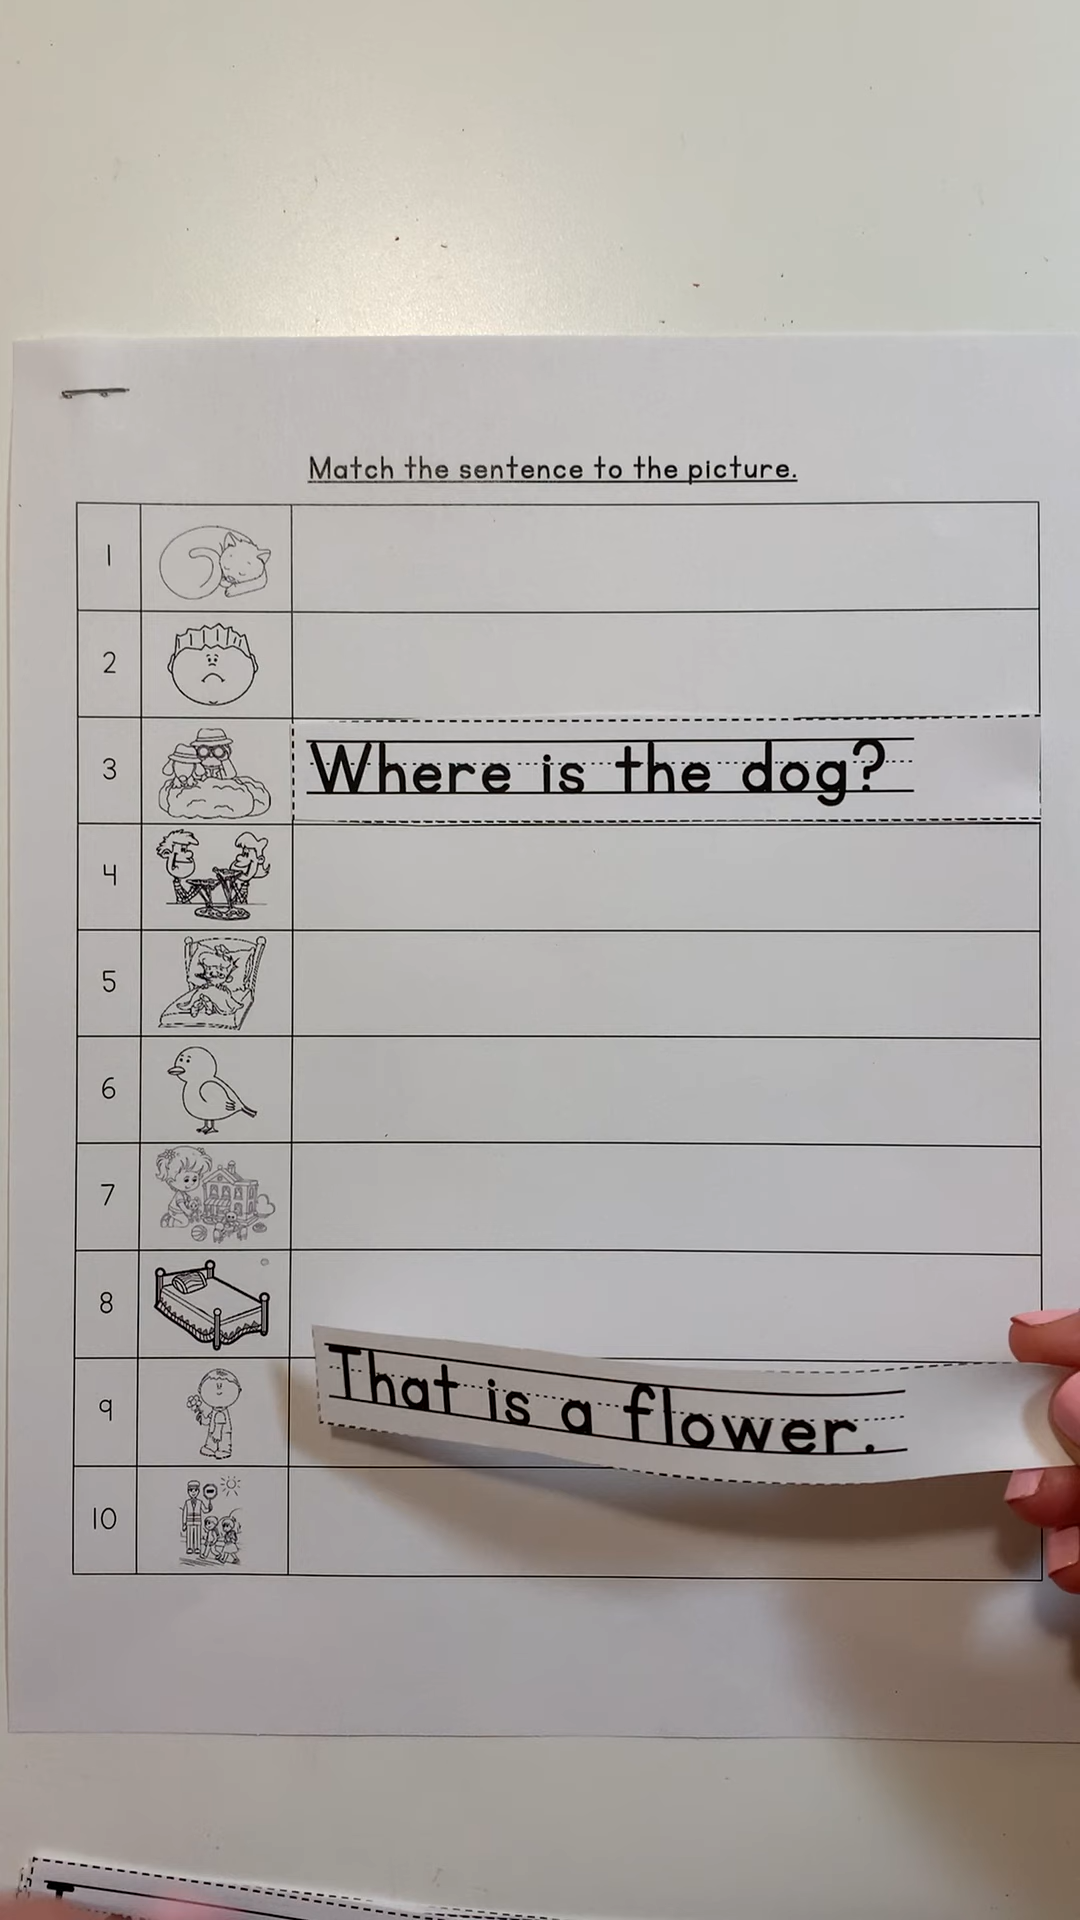 Match the sentence to the picture.
1
2
3 Where is the dog?
4
5
6
7
8
9 That is a flower.
10
T